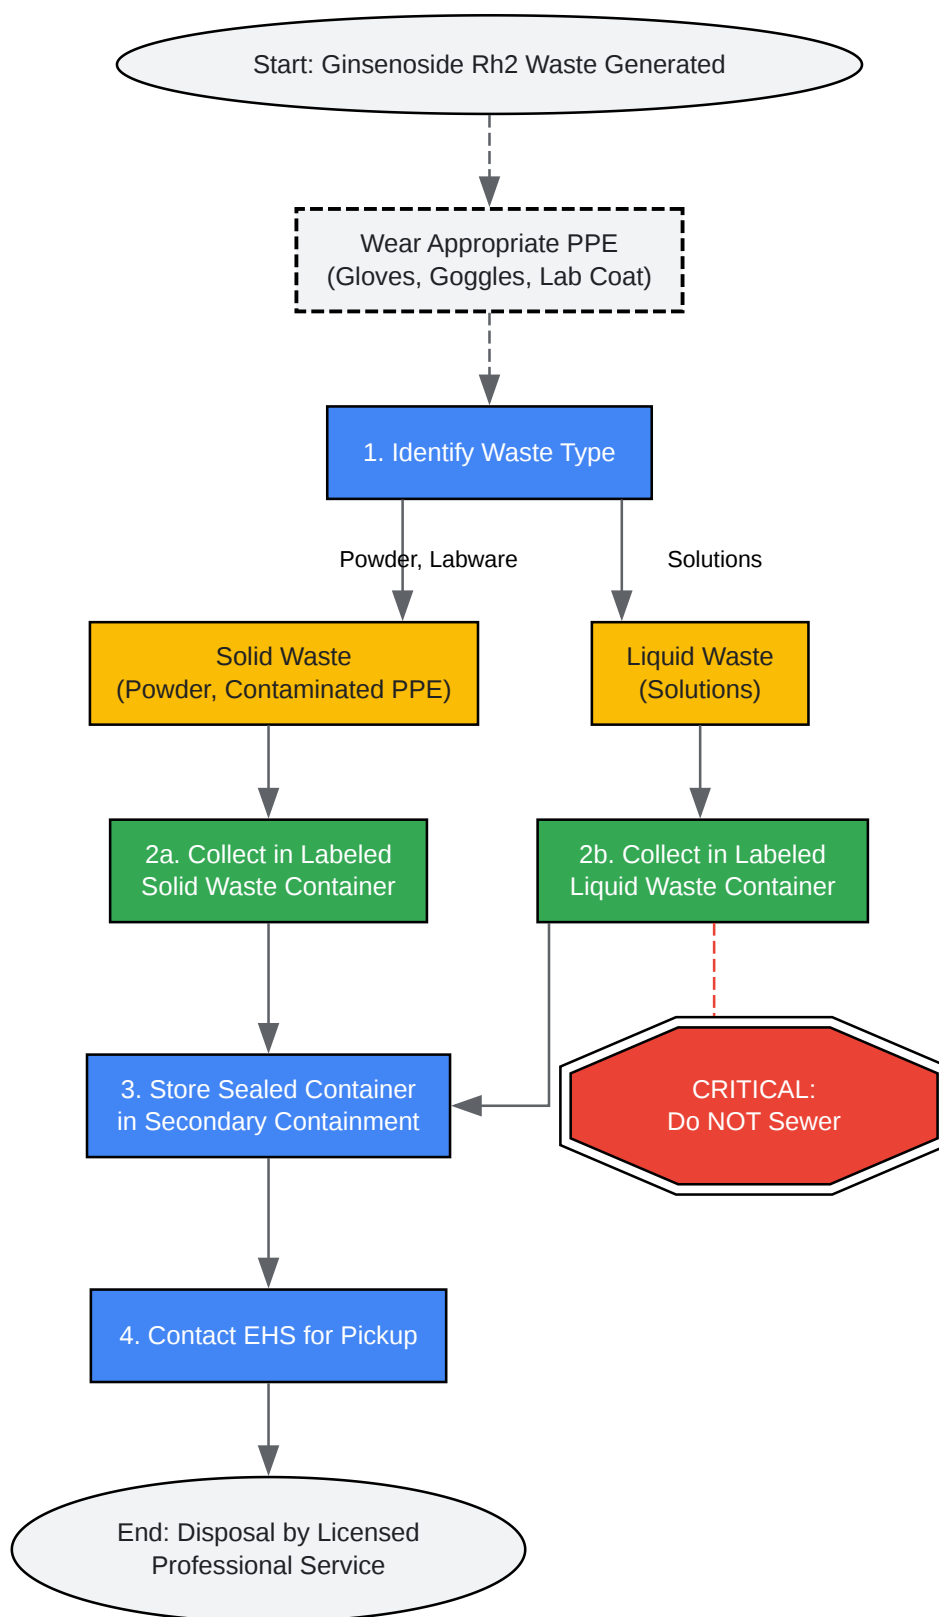 Start: Ginsenoside Rh2 Waste Generated
Wear Appropriate PPE
(Gloves, Goggles, Lab Coat)
1. Identify Waste Type
Powder, Labware
Solutions
Solid Waste
(Powder, Contaminated PPE)
Liquid Waste
(Solutions)
2a. Collect in Labeled
Solid Waste Container
2b. Collect in Labeled
Liquid Waste Container
3. Store Sealed Container
in Secondary Containment
CRITICAL:
Do NOT Sewer
4. Contact EHS for Pickup
End: Disposal by Licensed
Professional Service